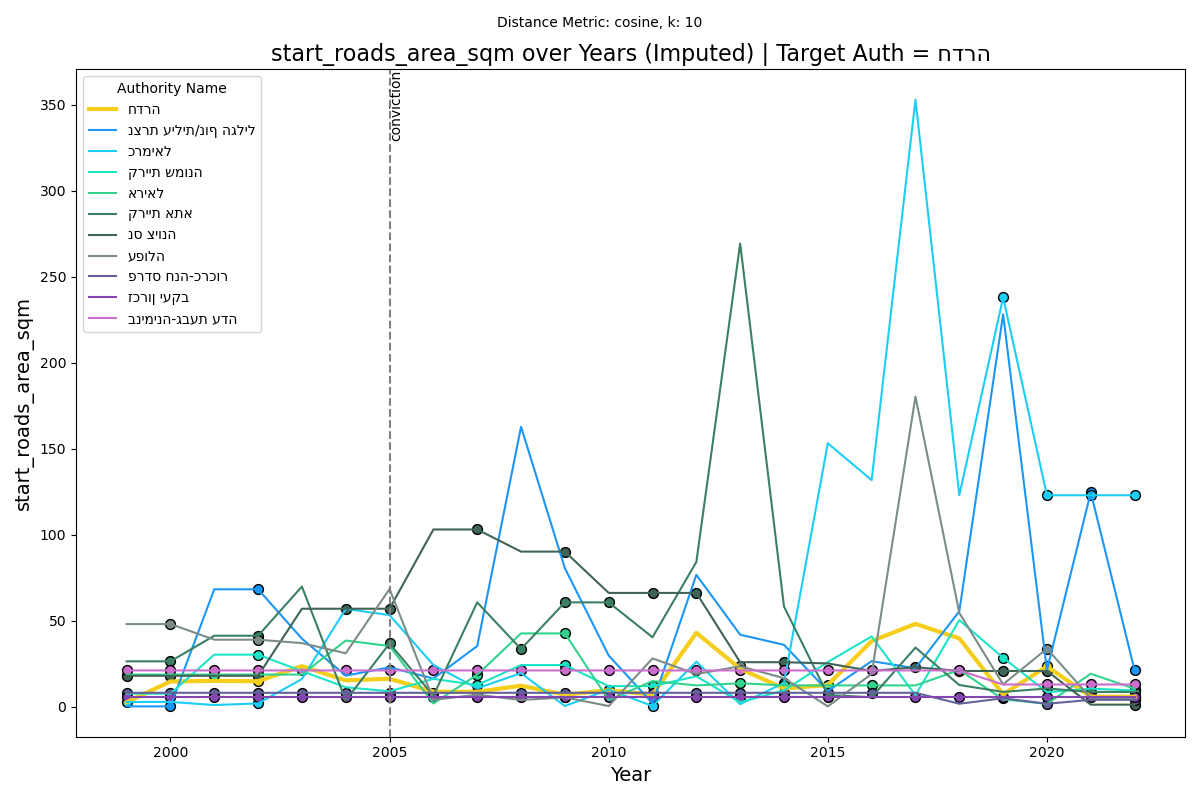 Distance Metric: cosine, k: 10
start_roads_area_sqm over Years (Imputed) | Target Auth = חדרה
conviction
Authority Name
חדרה
נצרת עילית/נוף הגליל
כרמיאל
קריית שמונה
אריאל
קריית אתא
נס ציונה
עפולה
פרדס חנה-כרכור
זכרון יעקב
בנימינה-גבעת עדה
start_roads_area_sqm
350
300
250
200
150
100
50
0
2000 2005 2010 2015 2020
Year